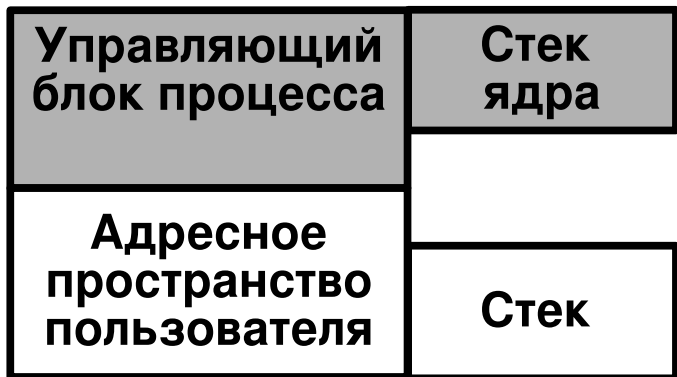 Управляющий
блок процесса
Стек
ядра
Адресное
пространство
пользователя
Стек